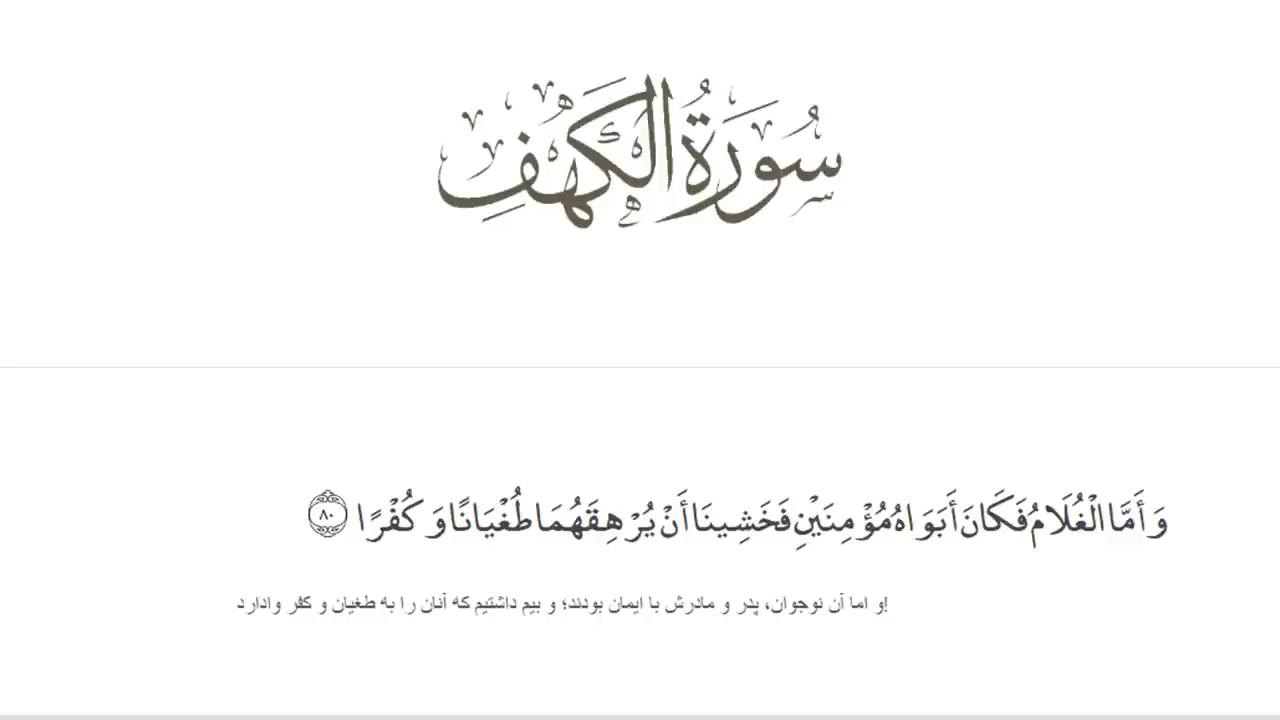 سُورَةُ الكَهْفِ
وَأَمَّا الْغُلَامُ فَكَانَ أَبَوَاهُ مُؤْمِنَيْنِ فَخَشِينَا أَنْ يُرْهِقَهُمَا طُغْيَانًا وَكُفْرًا ٨٠
و اما آن نوجوان، پدر و مادرش با ایمان بودند؛ و بیم داشتیم که آنان را به طغیان و کفر وادارد!